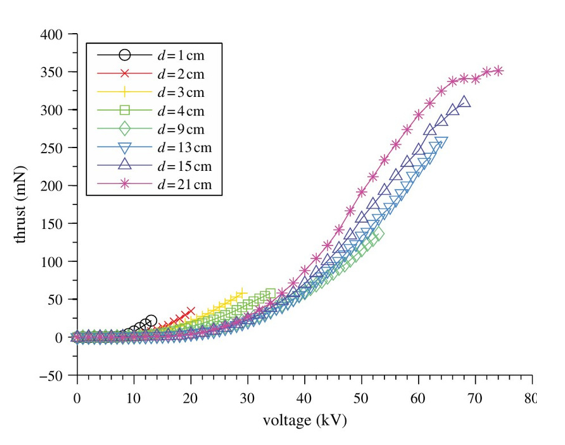 400
350
300
250
200
150
100
50
0
−50
thrust (mN)
d = 1 cm
d = 2 cm
d = 3 cm
d = 4 cm
d = 9 cm
d = 13 cm
d = 15 cm
d = 21 cm
0 10 20 30 40 50 60 70 80
voltage (kV)